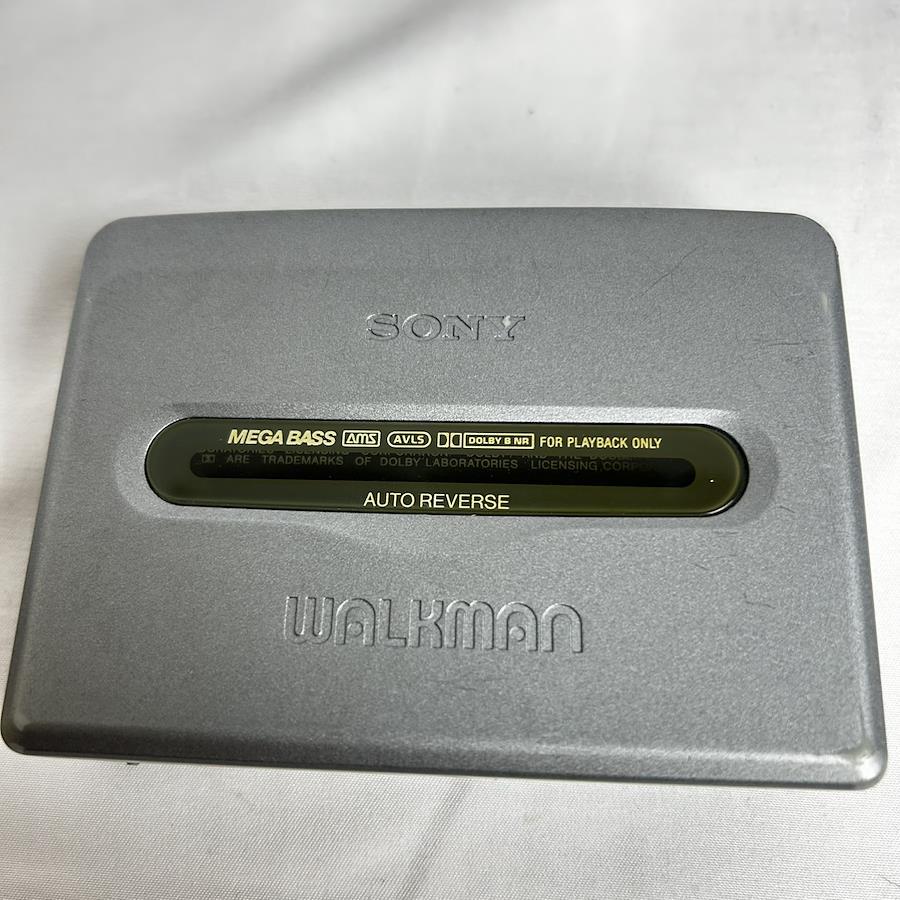 SONY
MEGA BASS AMS AVLS DOLBY B NR FOR PLAYBACK ONLY
ARE TRADEMARKS OF DOLBY LABORATORIES LICENSING
AUTO REVERSE
WALKMAN